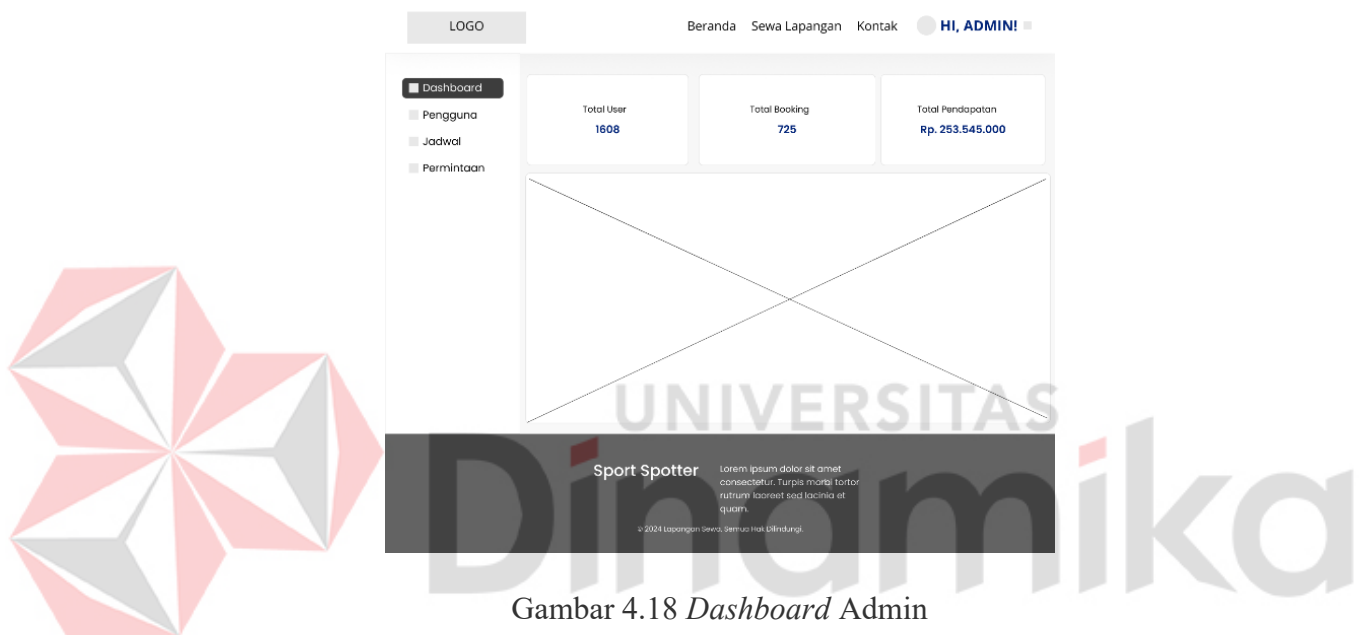 LOGO
Beranda Sewa Lapangan Kontak HI, ADMIN!
Dashboard
Pengguna
Jadwal
Permintaan
Total User
1608
Total Booking
725
Total Pendapatan
Rp. 253.545.000
UNIVERSITAS
Dinamika
Sport Spotter
Lorem ipsum dolor sit amet
consectetur. Turpis morbi tortor
rutrum laoreet sed lacinia et
quam.
© 2024 Lapangan Sewa. Semua Hak Dilindungi.
Gambar 4.18 Dashboard Admin